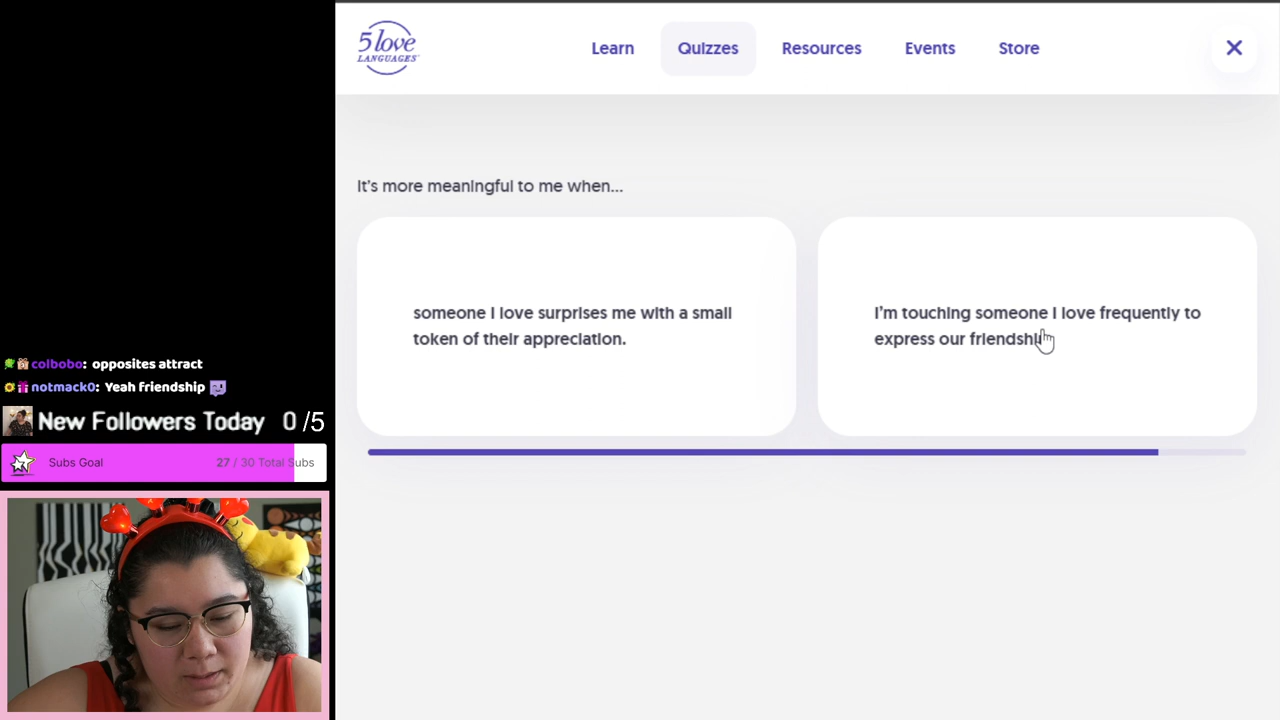 5 love
LANGUAGES
Learn
Quizzes
Resources
Events
Store
It's more meaningful to me when...
someone I love surprises me with a small
token of their appreciation.
I'm touching someone I love frequently to
express our friendship
colbobo: opposites attract
notmack0: Yeah friendship
New Followers Today 0 /5
Subs Goal 27 / 30 Total Subs